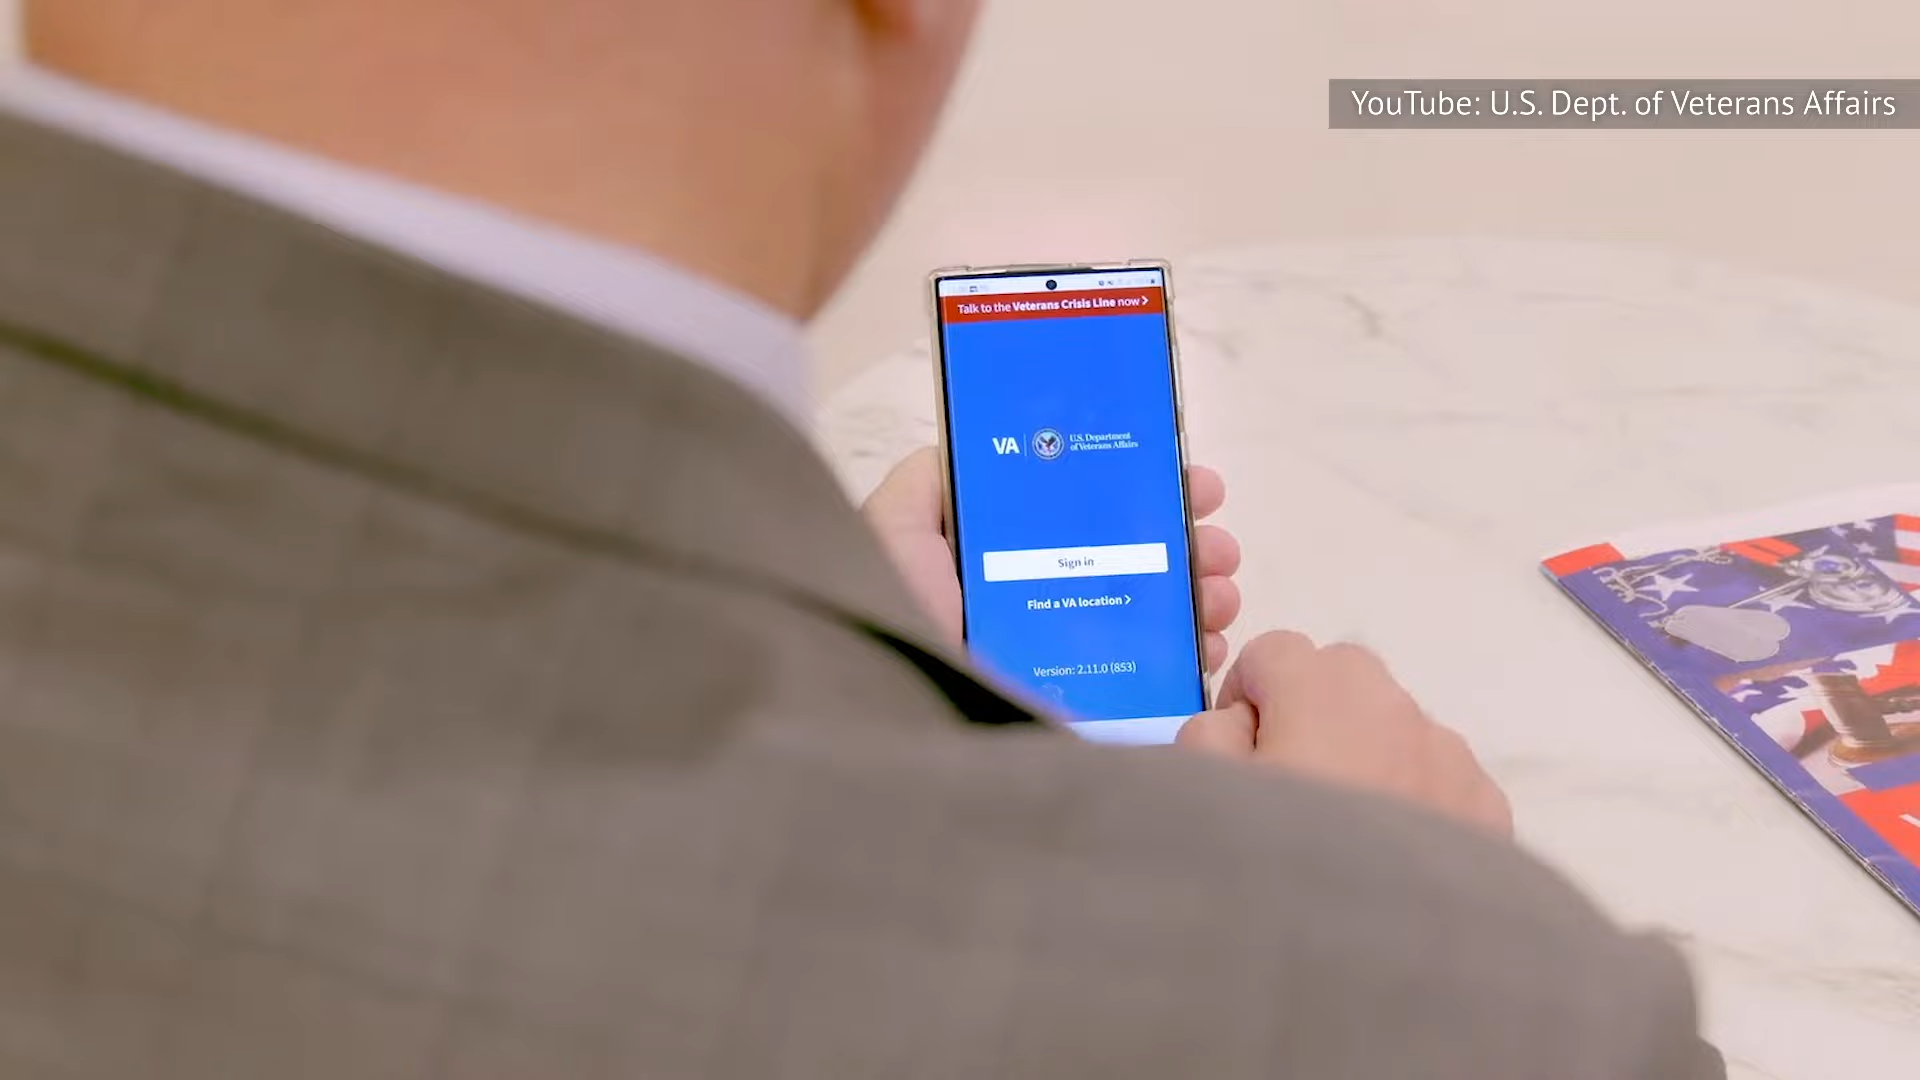 YouTube: U.S. Dept. of Veterans Affairs
Talk to the Veterans Crisis Line now
VA
U.S. Department
of Veterans Affairs
Sign in
Find a VA location
Version: 2.11.0 (853)